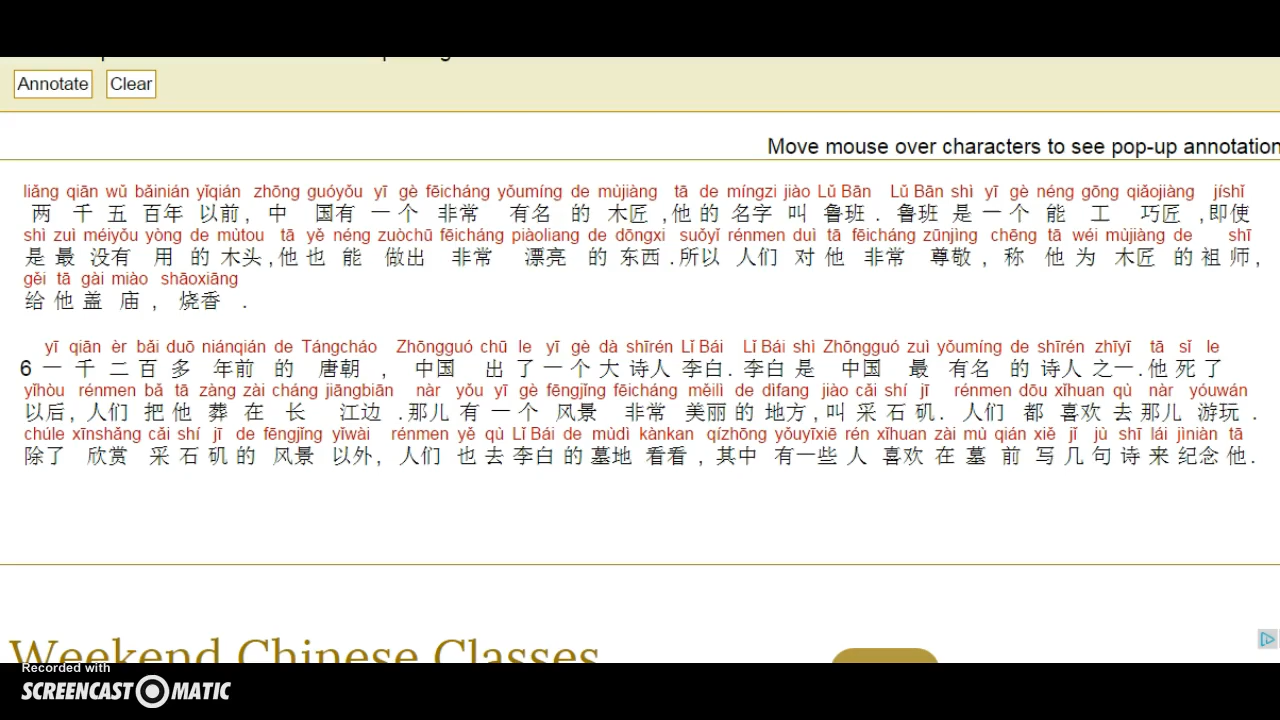 Annotate Clear
Move mouse over characters to see pop-up annotation
liǎng qiān wǔ bǎinián yǐqián zhōng guóyǒu yī gè fēicháng yǒumíng de mùjiàng tā de míngzi jiào Lǔ Bān Lǔ Bān shì yī gè néng gōng qiǎojiàng jíshǐ
两 千 五 百年 以前, 中 国有 一 个 非常 有名 的 木匠 ,他 的 名字 叫 鲁班 . 鲁班 是 一 个 能 工 巧匠 ,即使
shì zuì méiyǒu yòng de mùtou tā yě néng zuòchū fēicháng piàoliang de dōngxi suǒyǐ rénmen duì tā fēicháng zūnjìng chēng tā wéi mùjiàng de shī
是 最 没有 用 的 木头 ,他 也 能 做出 非常 漂亮 的 东西 .所以 人们 对 他 非常 尊敬 , 称 他 为 木匠 的 祖 师,
gěi tā gài miào shāoxiāng
给 他 盖 庙 , 烧香 .
yī qiān èr bǎi duō niánqián de Tángcháo Zhōngguó chū le yī gè dà shīrén Lǐ Bái Lǐ Bái shì Zhōngguó zuì yǒumíng de shīrén zhīyī tā sǐ le
6 一 千 二 百 多 年前 的 唐朝 , 中国 出 了 一 个 大 诗人 李白 . 李白 是 中国 最 有名 的 诗人 之一 .他 死 了
yǐhòu rénmen bǎ tā zàng zài cháng jiāngbiān nàr yǒu yī gè fēngjǐng fēicháng měilì de dìfang jiào cǎi shí jī rénmen dōu xǐhuan qù nàr yóuwán
以后, 人们 把 他 葬 在 长 江边 .那儿 有 一 个 风景 非常 美丽 的 地方 ,叫 采 石 矶 . 人们 都 喜欢 去 那儿 游玩 .
chúle xīnshǎng cǎi shí jī de fēngjǐng yǐwài rénmen yě qù Lǐ Bái de mùdì kànkan qízhōng yǒuyīxiē rén xǐhuan zài mù qián xiě jǐ jù shī lái jìniàn tā
除了 欣赏 采 石 矶 的 风景 以外, 人们 也 去 李白 的 墓地 看看 , 其中 有一些 人 喜欢 在 墓 前 写 几 句 诗 来 纪念 他 .
Weekend Chinese Classes
Recorded with
SCREENCAST O MATIC